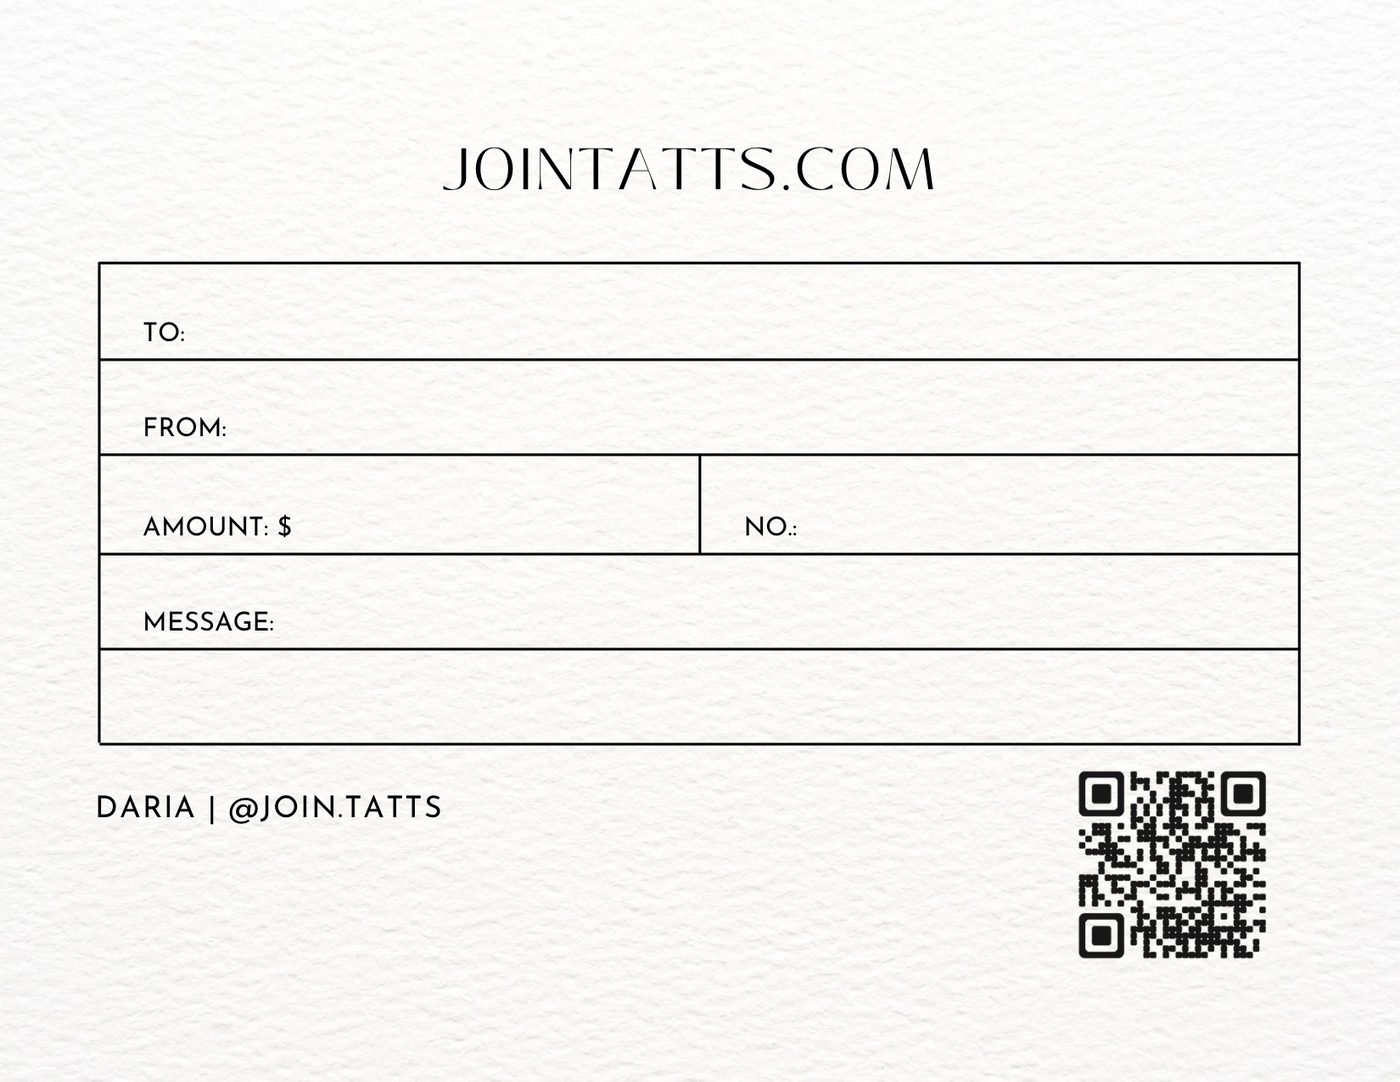 JOINTATTS.COM
TO:
FROM:
AMOUNT: $
NO.:
MESSAGE:
DARIA | @JOIN.TATTS